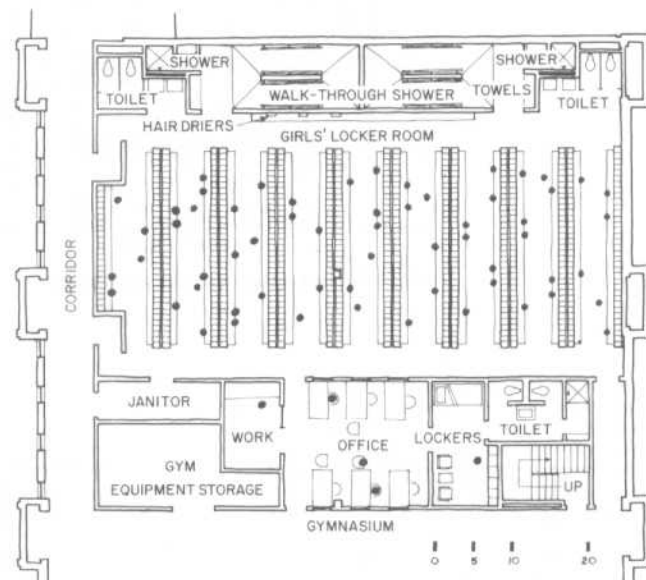 SHOWER
SHOWER
WALK-THROUGH SHOWER
TOWELS
TOILET
TOILET
HAIR DRIERS
GIRLS' LOCKER ROOM
CORRIDOR
JANITOR
WORK
OFFICE
LOCKERS
TOILET
GYM
EQUIPMENT STORAGE
UP
GYMNASIUM
0 5 10 20